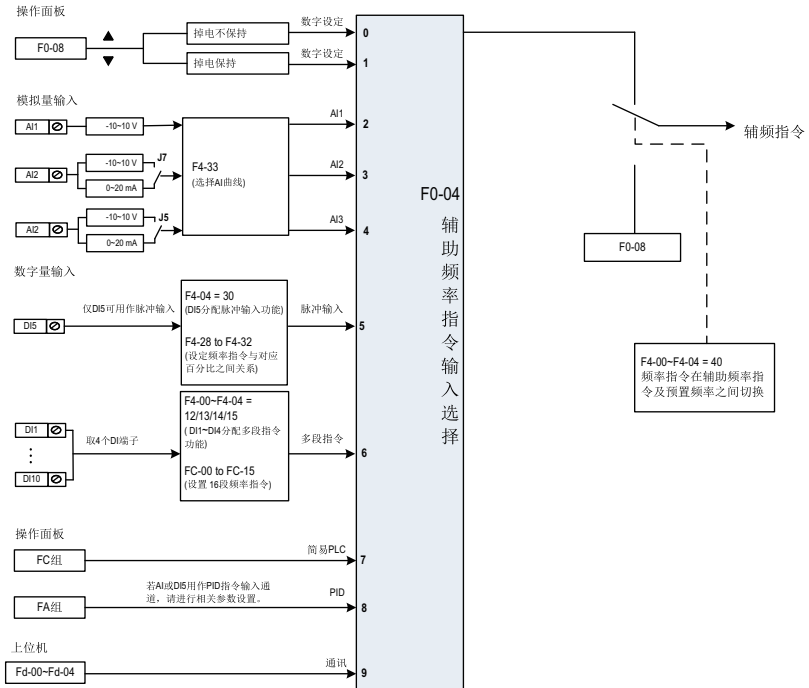 操作面板
F0-08
掉电不保持
数字设定
0
掉电保持
数字设定
1
模拟量输入
AI1
-10~10 V
AI1
2
AI2
-10~10 V
0~20 mA
J7
AI2
3
AI2
-10~10 V
0~20 mA
J5
AI3
4
F4-33
(选择AI曲线)
数字量输入
DI5
仅DI5可用作脉冲输入
F4-04 = 30
(DI5分配脉冲输入功能)
F4-28 to F4-32
(设定频率指令与对应
百分比之间关系)
脉冲输入
5
DI1
DI10
取4个DI端子
F4-00~F4-04 =
12/13/14/15
( DI1~DI4分配多段指令
功能)
FC-00 to FC-15
(设置 16段频率指令)
多段指令
6
操作面板
FC组
简易PLC
7
FA组
若AI或DI5用作PID指令输入通
道，请进行相关参数设置。
PID
8
上位机
Fd-00~Fd-04
通讯
9
F0-04
辅助频率指令输入选择
辅频指令
F0-08
F4-00~F4-04 = 40
频率指令在辅助频率指
令及预置频率之间切换